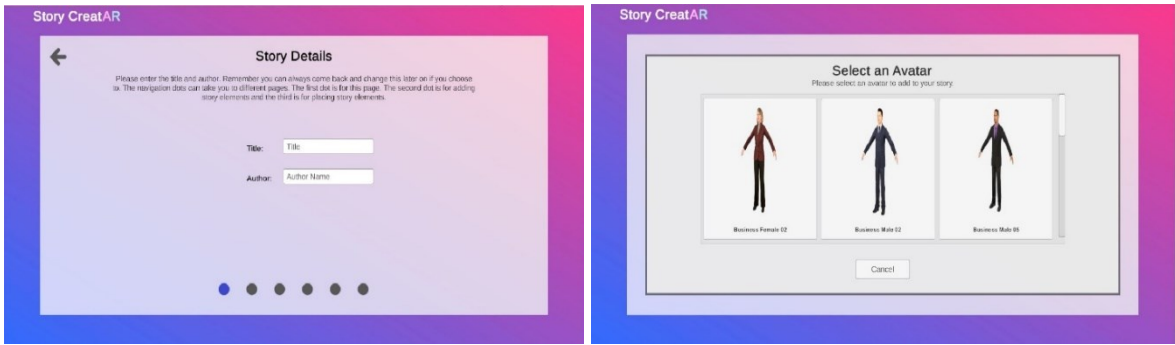 Story CreatAR
Story Details
Please enter the title and author. Remember you can always come back and change this later on if you choose
to. The navigation dots can take you to different pages. The first dot is for this page. The second dot is for adding
story elements and the third is for placing story elements.
Title:
Title
Author:
Author Name
Story CreatAR
Select an Avatar
Please select an avatar to add to your story.
Business Female 02
Business Male 02
Business Male 05
Cancel